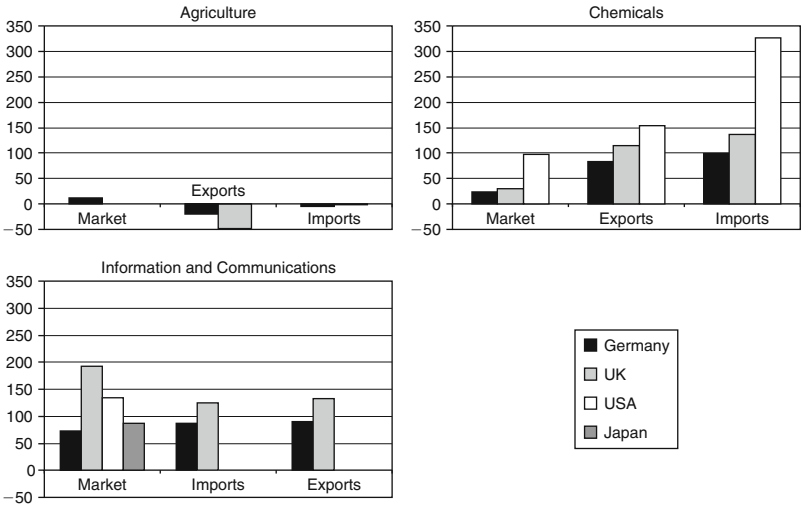 Agriculture
350
300
250
200
150
100
50
0
−50
Market
Exports
Imports
Chemicals
350
300
250
200
150
100
50
0
−50
Market
Exports
Imports
Information and Communications
350
300
250
200
150
100
50
0
−50
Market
Imports
Exports
Germany
UK
USA
Japan